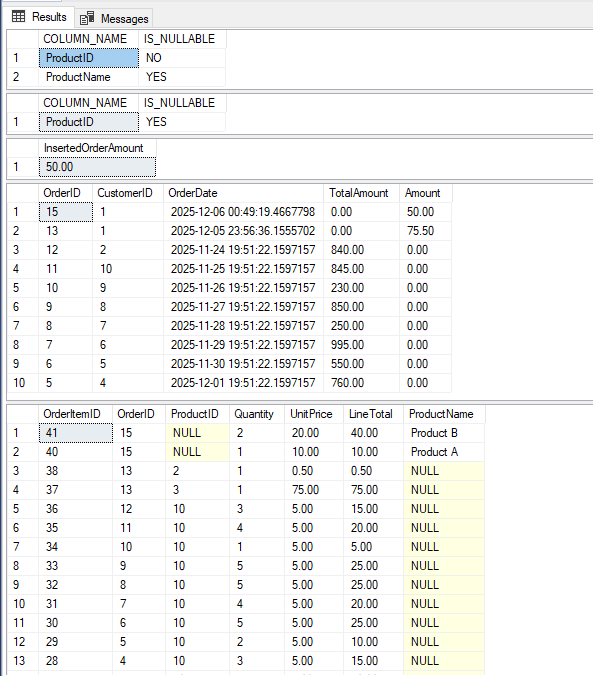 Results Messages
COLUMN_NAME IS_NULLABLE
1 ProductID NO
2 ProductName YES
COLUMN_NAME IS_NULLABLE
1 ProductID YES
InsertedOrderAmount
1 50.00
OrderID CustomerID OrderDate TotalAmount Amount
1 15 1 2025-12-06 00:49:19.4667798 0.00 50.00
2 13 1 2025-12-05 23:56:36.1555702 0.00 75.50
3 12 2 2025-11-24 19:51:22.1597157 840.00 0.00
4 11 10 2025-11-25 19:51:22.1597157 845.00 0.00
5 10 9 2025-11-26 19:51:22.1597157 230.00 0.00
6 9 8 2025-11-27 19:51:22.1597157 850.00 0.00
7 8 7 2025-11-28 19:51:22.1597157 250.00 0.00
8 7 6 2025-11-29 19:51:22.1597157 995.00 0.00
9 6 5 2025-11-30 19:51:22.1597157 550.00 0.00
10 5 4 2025-12-01 19:51:22.1597157 760.00 0.00
OrderItemID OrderID ProductID Quantity UnitPrice LineTotal ProductName
1 41 15 NULL 2 20.00 40.00 Product B
2 40 15 NULL 1 10.00 10.00 Product A
3 38 13 2 1 0.50 0.50 NULL
4 37 13 3 1 75.00 75.00 NULL
5 36 12 10 3 5.00 15.00 NULL
6 35 11 10 4 5.00 20.00 NULL
7 34 10 10 1 5.00 5.00 NULL
8 33 9 10 5 5.00 25.00 NULL
9 32 8 10 5 5.00 25.00 NULL
10 31 7 10 4 5.00 20.00 NULL
11 30 6 10 5 5.00 25.00 NULL
12 29 5 10 2 5.00 10.00 NULL
13 28 4 10 3 5.00 15.00 NULL